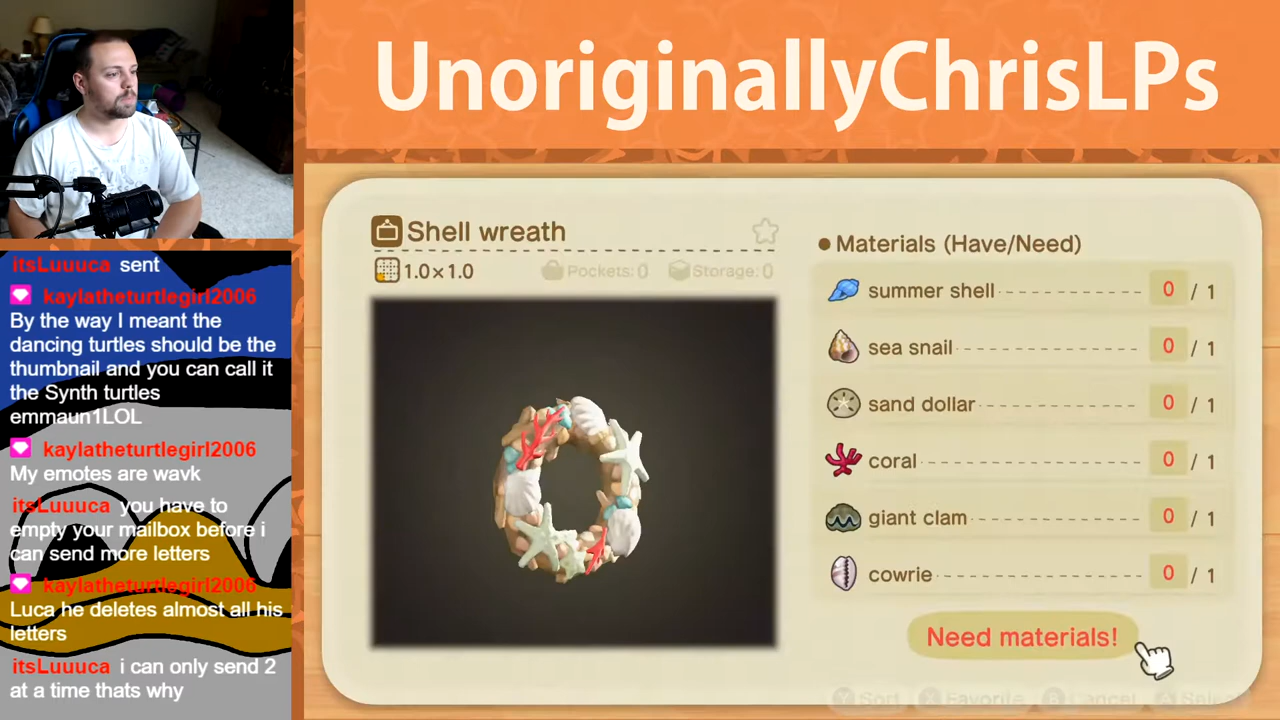 UnoriginallyChrisLPs
itsLuuuca sent
kaylatheturtlegirl2006
By the way I meant the
dancing turtles should be the
thumbnail and you can call it
the Synth turtles
emmaun1LOL
kaylatheturtlegirl2006
My emotes are wavk
itsLuuuca you have to
empty your mailbox before i
can send more letters
kaylatheturtlegirl2006
Luca he deletes almost all his
letters
itsLuuuca i can only send 2
at a time thats why
Shell wreath
1.0×1.0 Pockets: 0 Storage: 0
Materials (Have/Need)
summer shell 0 / 1
sea snail 0 / 1
sand dollar 0 / 1
coral 0 / 1
giant clam 0 / 1
cowrie 0 / 1
Need materials!
Y Sort X Favorite B Cancel A Select